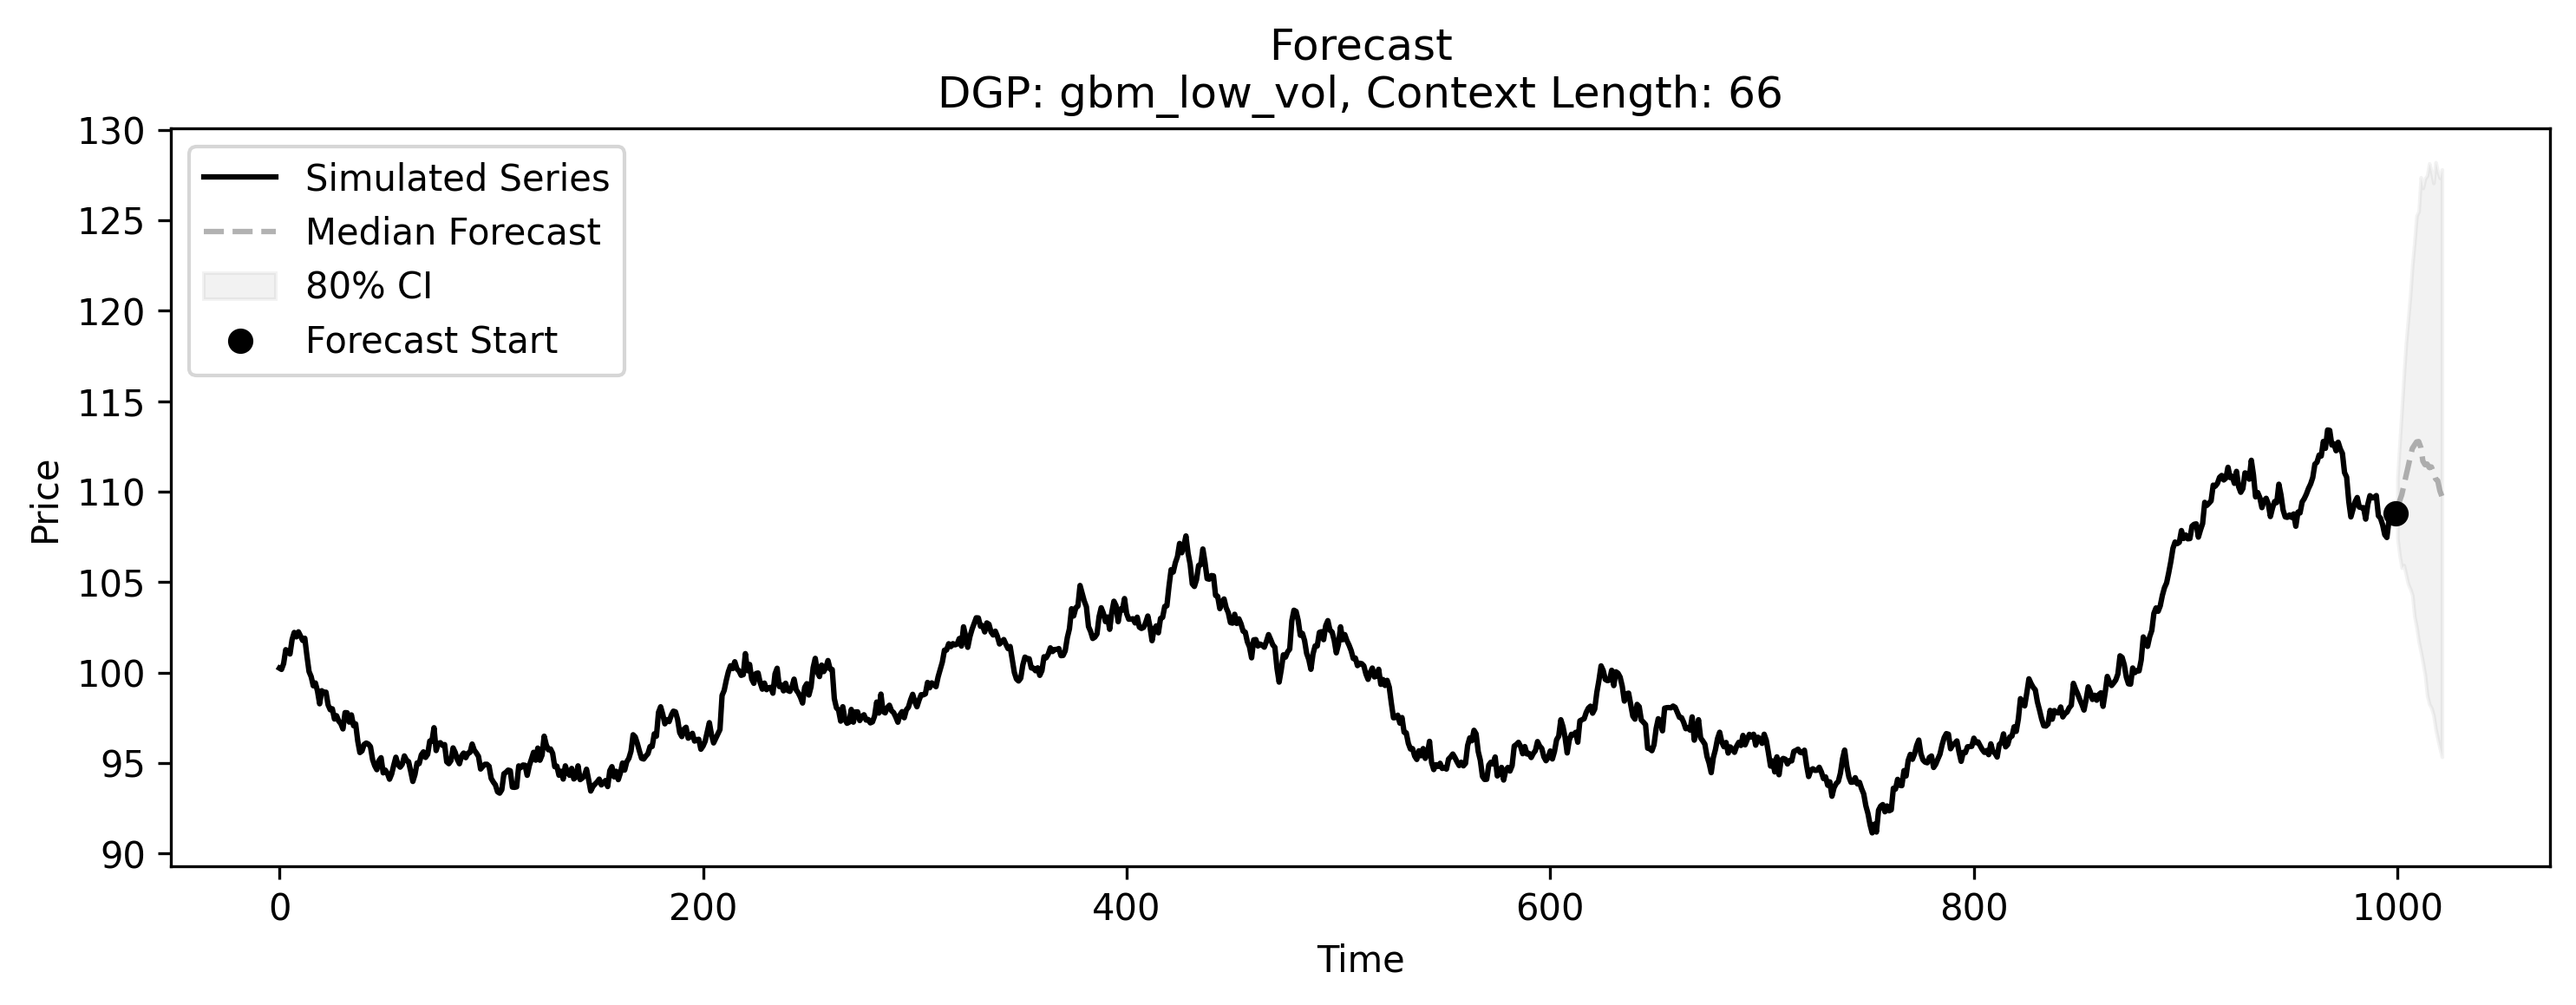 Forecast
DGP: gbm_low_vol, Context Length: 66
130
125
120
115
110
105
100
95
90
Price
Simulated Series
Median Forecast
80% CI
Forecast Start
0
200
400
600
800
1000
Time